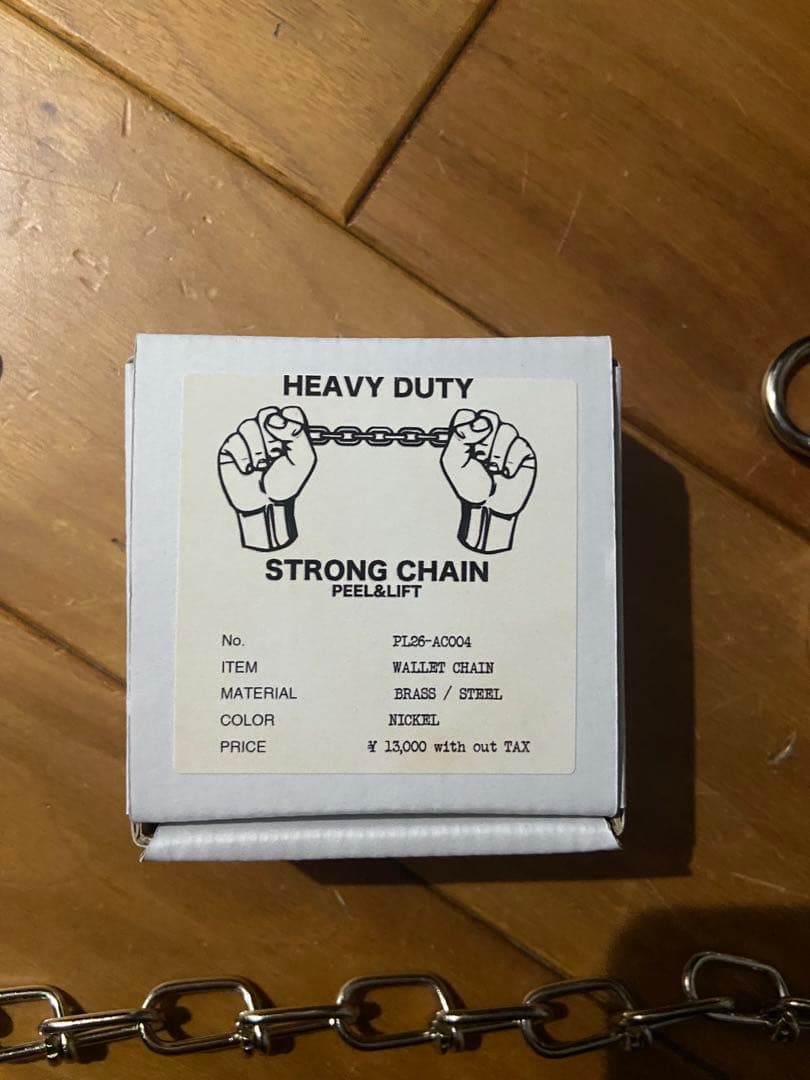 HEAVY DUTY
STRONG CHAIN
PEEL&LIFT
No. PL26-AC004
ITEM WALLET CHAIN
MATERIAL BRASS / STEEL
COLOR NICKEL
PRICE ¥ 13,000 with out TAX